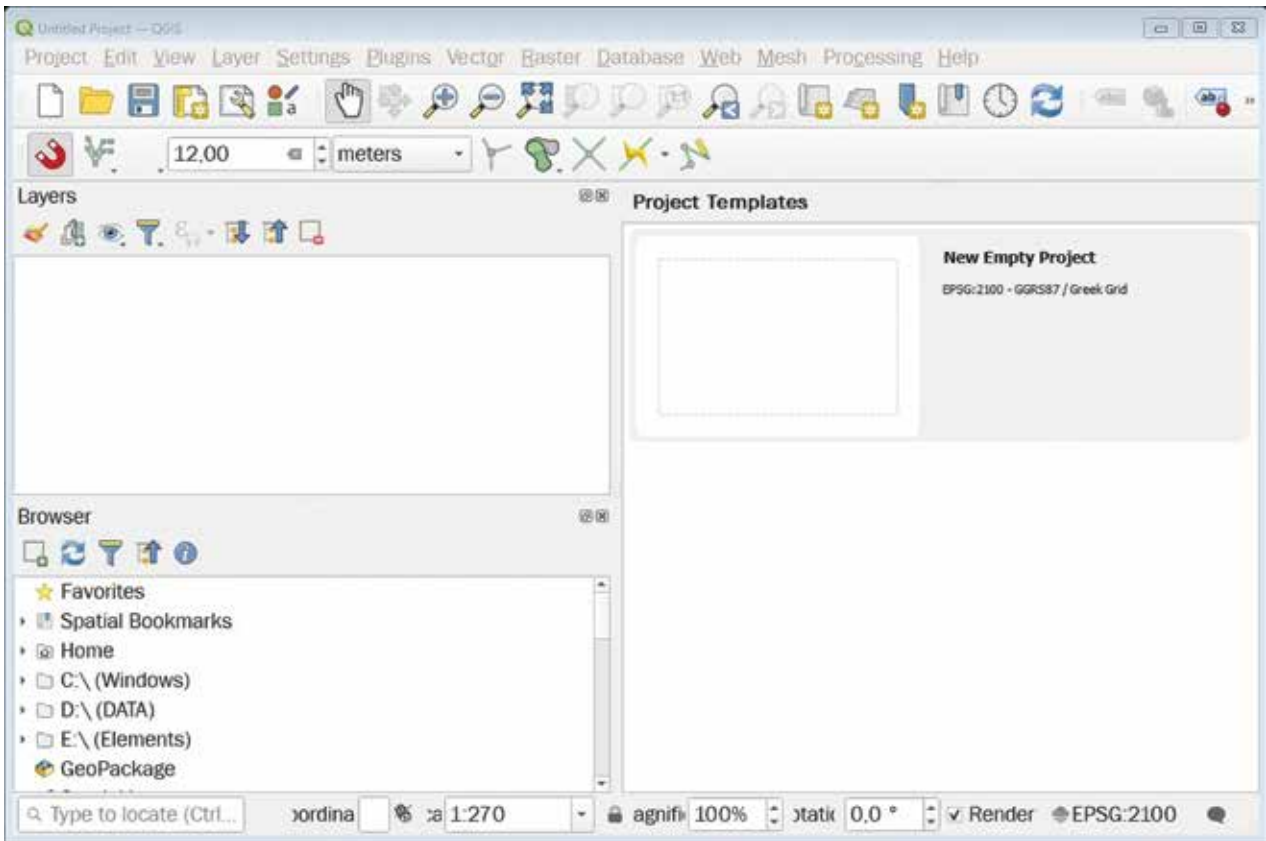 Untitled Project — QGIS
Project Edit View Layer Settings Plugins Vector Raster Database Web Mesh Processing Help
12,00 meters
Layers
Project Templates
New Empty Project
EPSG:2100 - GGRS87 / Greek Grid
Browser
Favorites
Spatial Bookmarks
Home
C:\ (Windows)
D:\ (DATA)
E:\ (Elements)
GeoPackage
Type to locate (Ctrl... ordina 1:270 agnifi 100% tatic 0,0 ° Render EPSG:2100